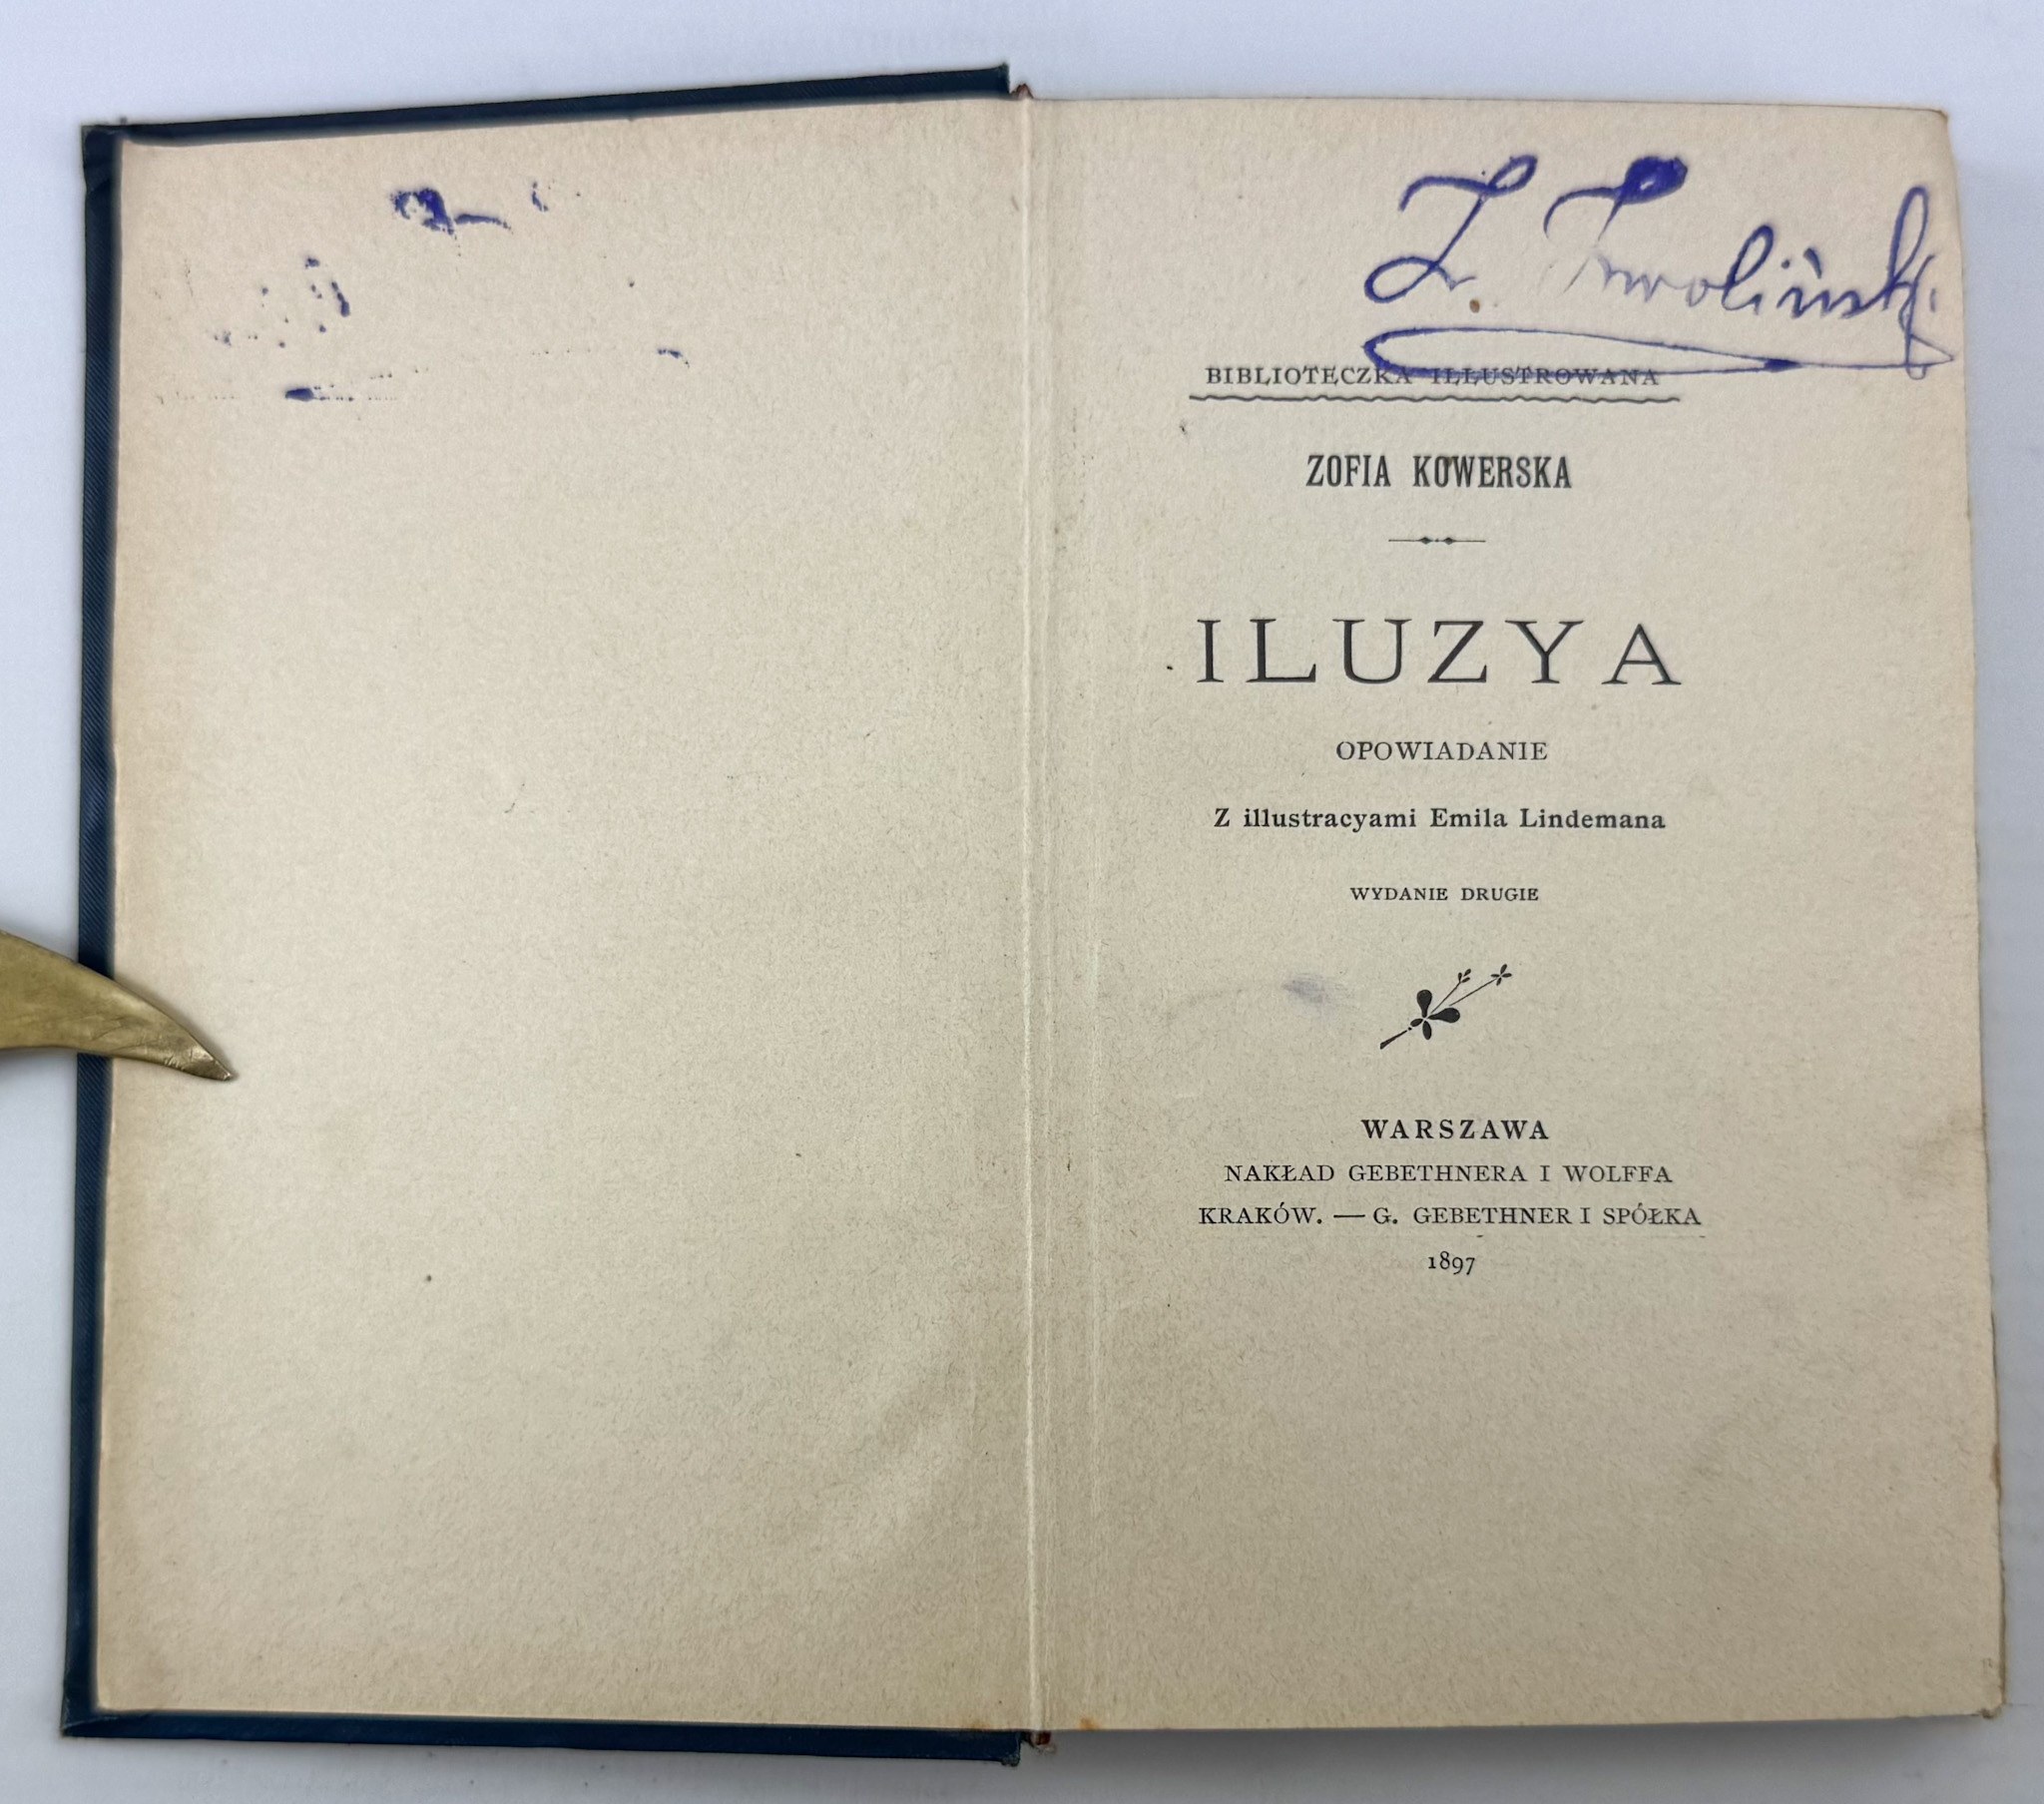 BIBLIOTECZKA ILLUSTROWANA
ZOFIA KOWERSKA
ILUZYA
OPOWIADANIE
Z illustracyami Emila Lindemana
WYDANIE DRUGIE
WARSZAWA
NAKŁAD GEBETHNERA I WOLFFA
KRAKÓW. — G. GEBETHNER I SPÓŁKA
1897